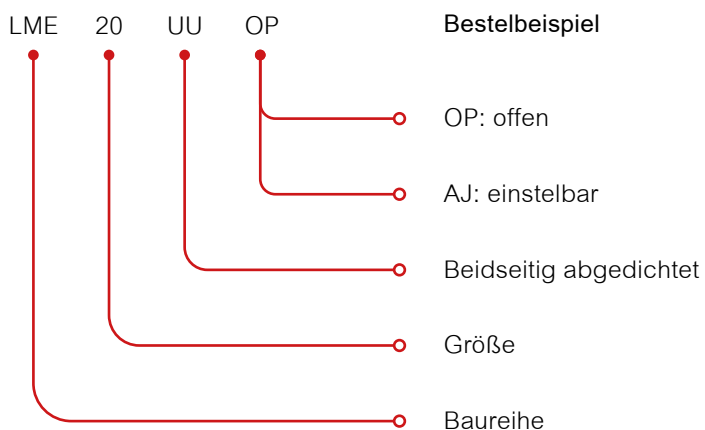 LME 20 UU OP Bestelbeispiel
OP: offen
AJ: einstelbar
Beidseitig abgedichtet
Größe
Baureihe